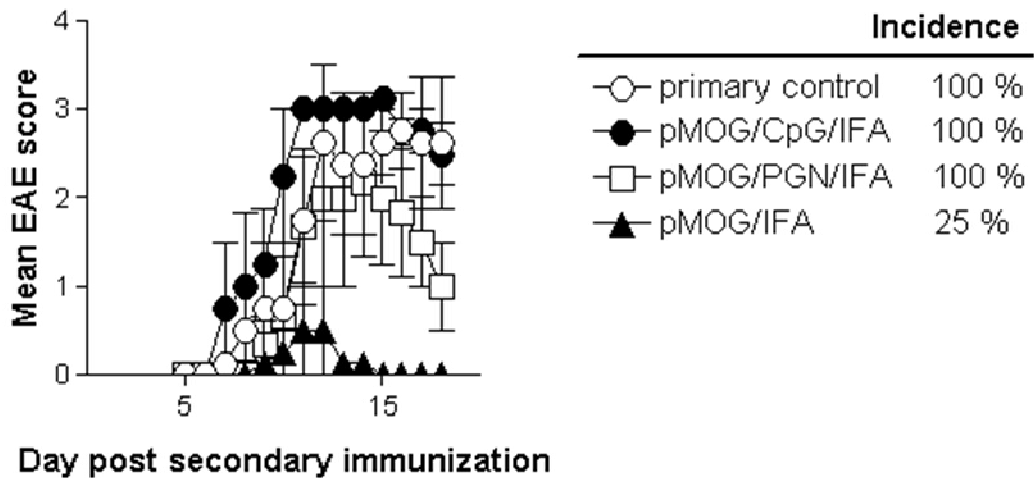 4
3
2
1
0
5 15
Mean EAE score
Day post secondary immunization
Incidence
primary control 100 %
pMOG/CpG/IFA 100 %
pMOG/PGN/IFA 100 %
pMOG/IFA 25 %